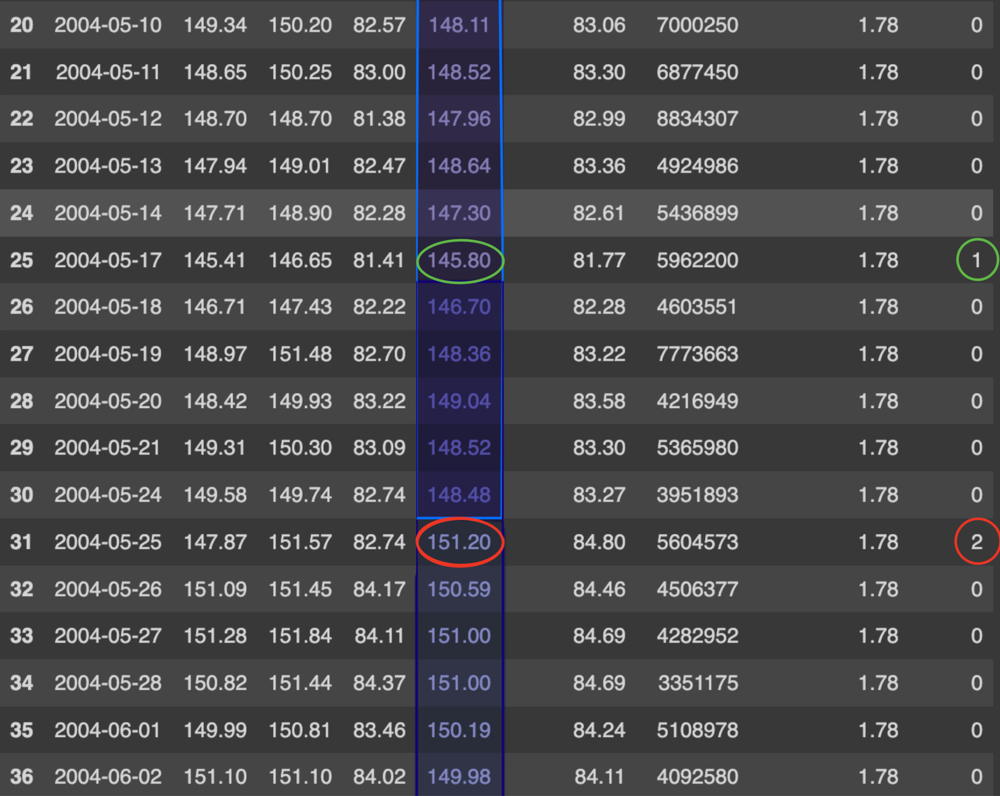 20 2004-05-10 149.34 150.20 82.57 148.11 83.06 7000250 1.78 0
21 2004-05-11 148.65 150.25 83.00 148.52 83.30 6877450 1.78 0
22 2004-05-12 148.70 148.70 81.38 147.96 82.99 8834307 1.78 0
23 2004-05-13 147.94 149.01 82.47 148.64 83.36 4924986 1.78 0
24 2004-05-14 147.71 148.90 82.28 147.30 82.61 5436899 1.78 0
25 2004-05-17 145.41 146.65 81.41 145.80 81.77 5962200 1.78 1
26 2004-05-18 146.71 147.43 82.22 146.70 82.28 4603551 1.78 0
27 2004-05-19 148.97 151.48 82.70 148.36 83.22 7773663 1.78 0
28 2004-05-20 148.42 149.93 83.22 149.04 83.58 4216949 1.78 0
29 2004-05-21 149.31 150.30 83.09 148.52 83.30 5365980 1.78 0
30 2004-05-24 149.58 149.74 82.74 148.48 83.27 3951893 1.78 0
31 2004-05-25 147.87 151.57 82.74 151.20 84.80 5604573 1.78 2
32 2004-05-26 151.09 151.45 84.17 150.59 84.46 4506377 1.78 0
33 2004-05-27 151.28 151.84 84.11 151.00 84.69 4282952 1.78 0
34 2004-05-28 150.82 151.44 84.37 151.00 84.69 3351175 1.78 0
35 2004-06-01 149.99 150.81 83.46 150.19 84.24 5108978 1.78 0
36 2004-06-02 151.10 151.10 84.02 149.98 84.11 4092580 1.78 0